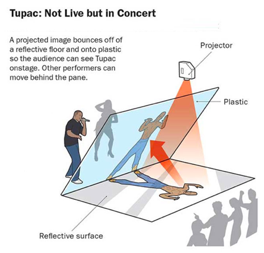 Tupac: Not Live but in Concert
A projected image bounces off of
a reflective floor and onto plastic
so the audience can see Tupac
onstage. Other performers can
move behind the pane.
Projector
Plastic
Reflective surface